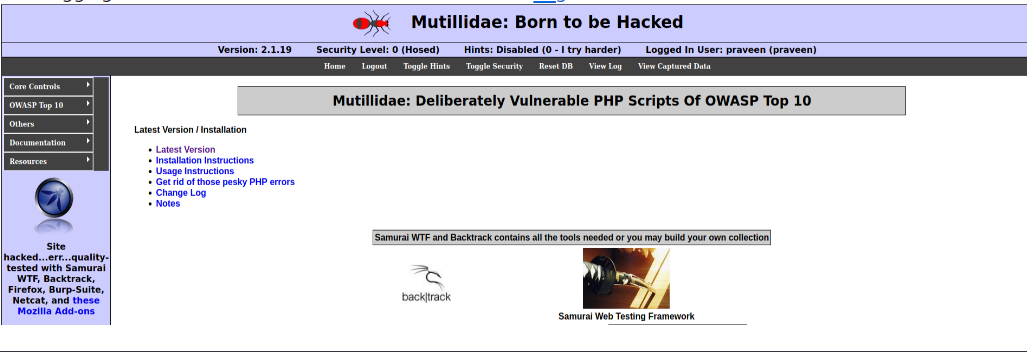 Mutillidae: Born to be Hacked
Version: 2.1.19 Security Level: 0 (Hosed) Hints: Disabled (0 - I try harder) Logged In User: praveen (praveen)
Home Logout Toggle Hints Toggle Security Reset DB View Log View Captured Data
Core Controls
OWASP Top 10
Others
Documentation
Resources
Site
hacked...err...quality-
tested with Samurai
WTF, Backtrack,
Firefox, Burp-Suite,
Netcat, and these
Mozilla Add-ons
Mutillidae: Deliberately Vulnerable PHP Scripts Of OWASP Top 10
Latest Version / Installation
Latest Version
Installation Instructions
Usage Instructions
Get rid of those pesky PHP errors
Change Log
Notes
Samurai WTF and Backtrack contains all the tools needed or you may build your own collection
back|track
Samurai Web Testing Framework